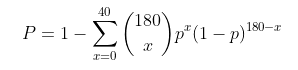 P = 1 - \sum_{x=0}^{40} \binom{180}{x} p^x (1-p)^{180-x}